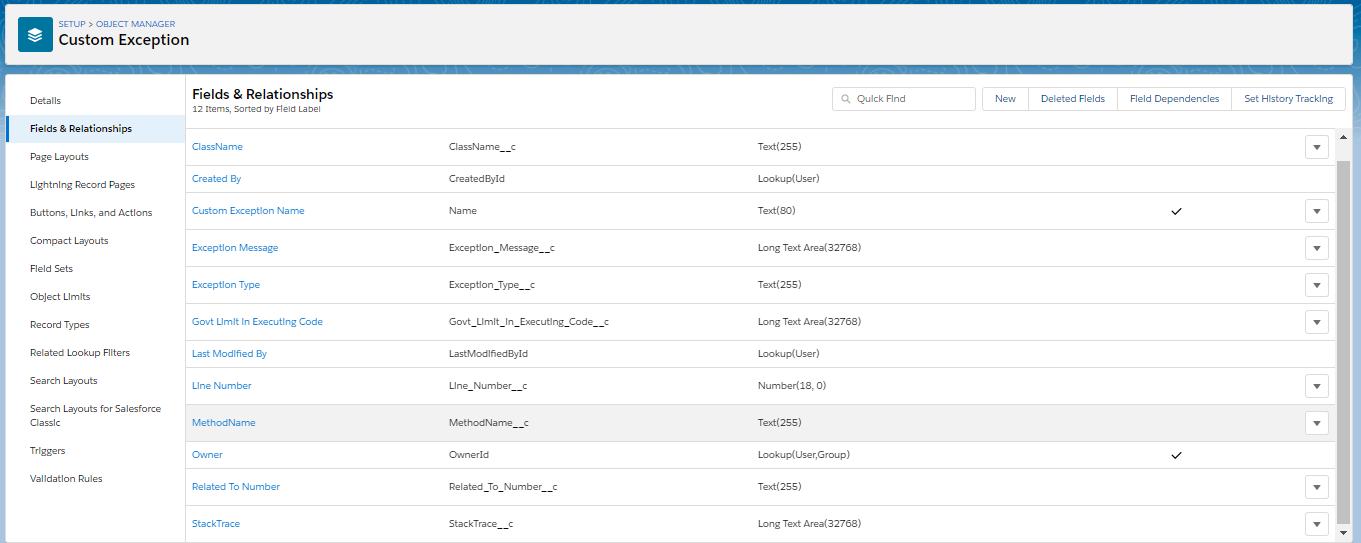 SETUP > OBJECT MANAGER
Custom Exception
Details
Fields & Relationships
Page Layouts
Lightning Record Pages
Buttons, Links, and Actions
Compact Layouts
Field Sets
Object Limits
Record Types
Related Lookup Filters
Search Layouts
Search Layouts for Salesforce
Classic
Triggers
Validation Rules
Fields & Relationships
12 Items, Sorted by Field Label
Quick Find
New
Deleted Fields
Field Dependencies
Set History Tracking
ClassName ClassName__c Text(255)
Created By CreatedById Lookup(User)
Custom Exception Name Name Text(80)
Exception Message Exception_Message__c Long Text Area(32768)
Exception Type Exception_Type__c Text(255)
Govt Limit in Executing Code Govt_Limit_in_Executing_Code__c Long Text Area(32768)
Last Modified By LastModifiedById Lookup(User)
Line Number Line_Number__c Number(18, 0)
MethodName MethodName__c Text(255)
Owner OwnerId Lookup(User,Group)
Related To Number Related_To_Number__c Text(255)
StackTrace StackTrace__c Long Text Area(32768)